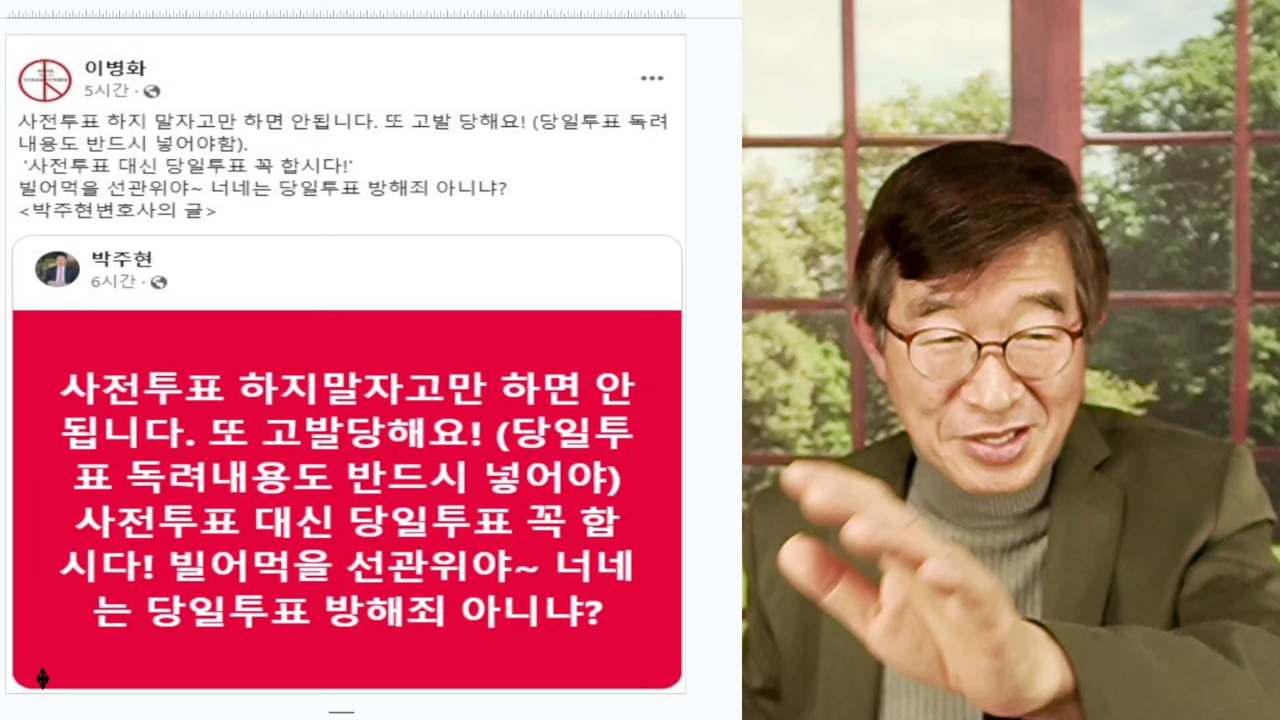 이병화
5시간 ·
사전투표 하지 말자고만 하면 안됩니다. 또 고발 당해요! (당일투표 독려
내용도 반드시 넣어야함).
'사전투표 대신 당일투표 꼭 합시다!'
빌어먹을 선관위야~ 너네는 당일투표 방해죄 아니냐?
<박주현변호사의 글>
박주현
6시간 ·
사전투표 하지말자고만 하면 안
됩니다. 또 고발당해요! (당일투
표 독려내용도 반드시 넣어야)
사전투표 대신 당일투표 꼭 합
시다! 빌어먹을 선관위야~ 너네
는 당일투표 방해죄 아니냐?